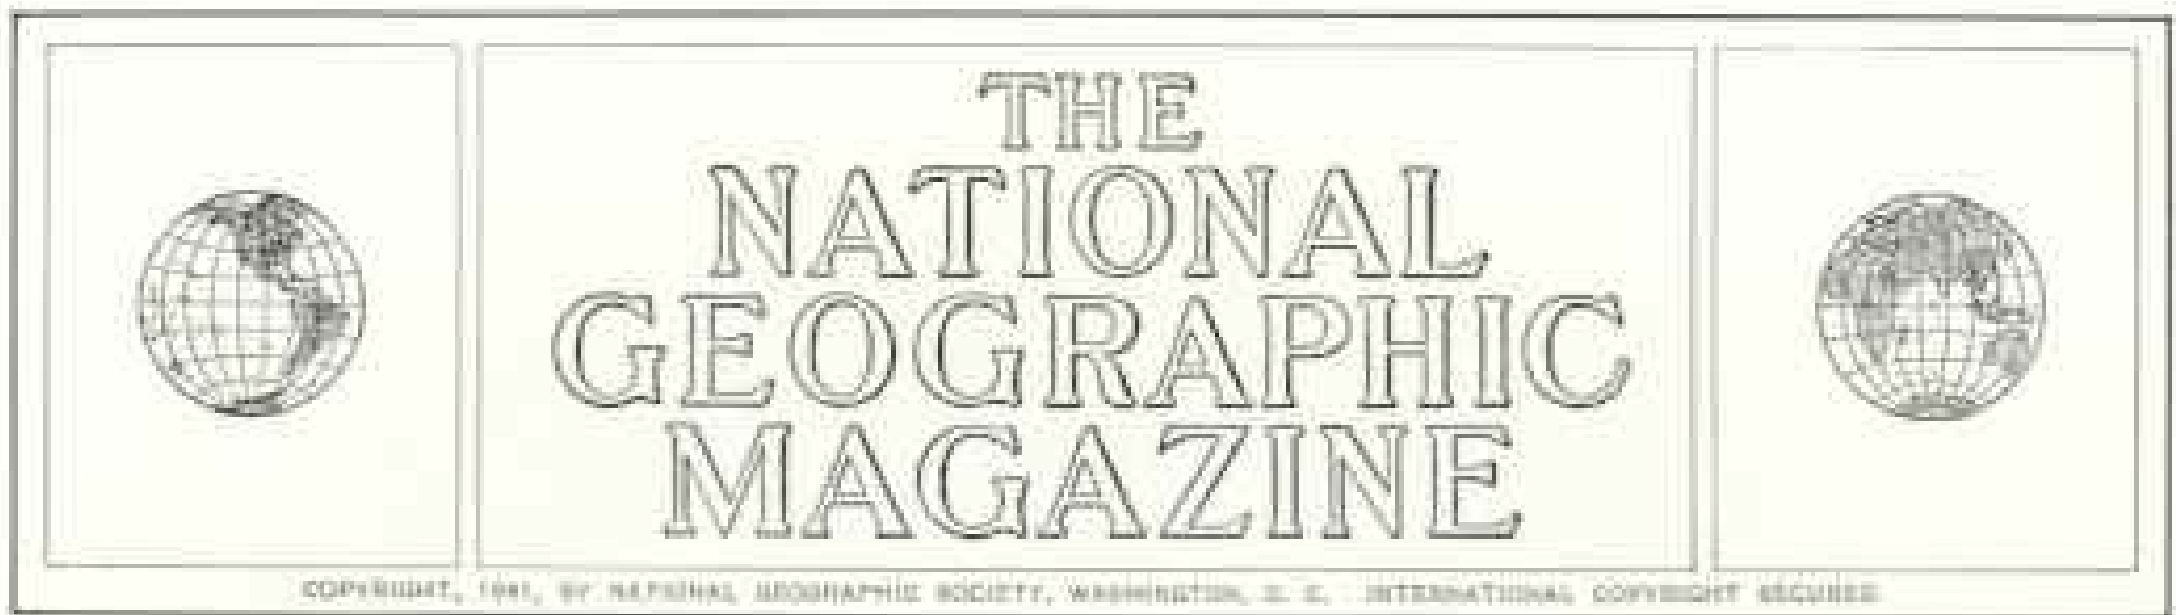 THE
NATIONAL
GEOGRAPHIC
MAGAZINE
COPYRIGHT, BY NATIONAL GEOGRAPHIC SOCIETY, WASHINGTON, D. C. INTERNATIONAL COPYRIGHT SECURED